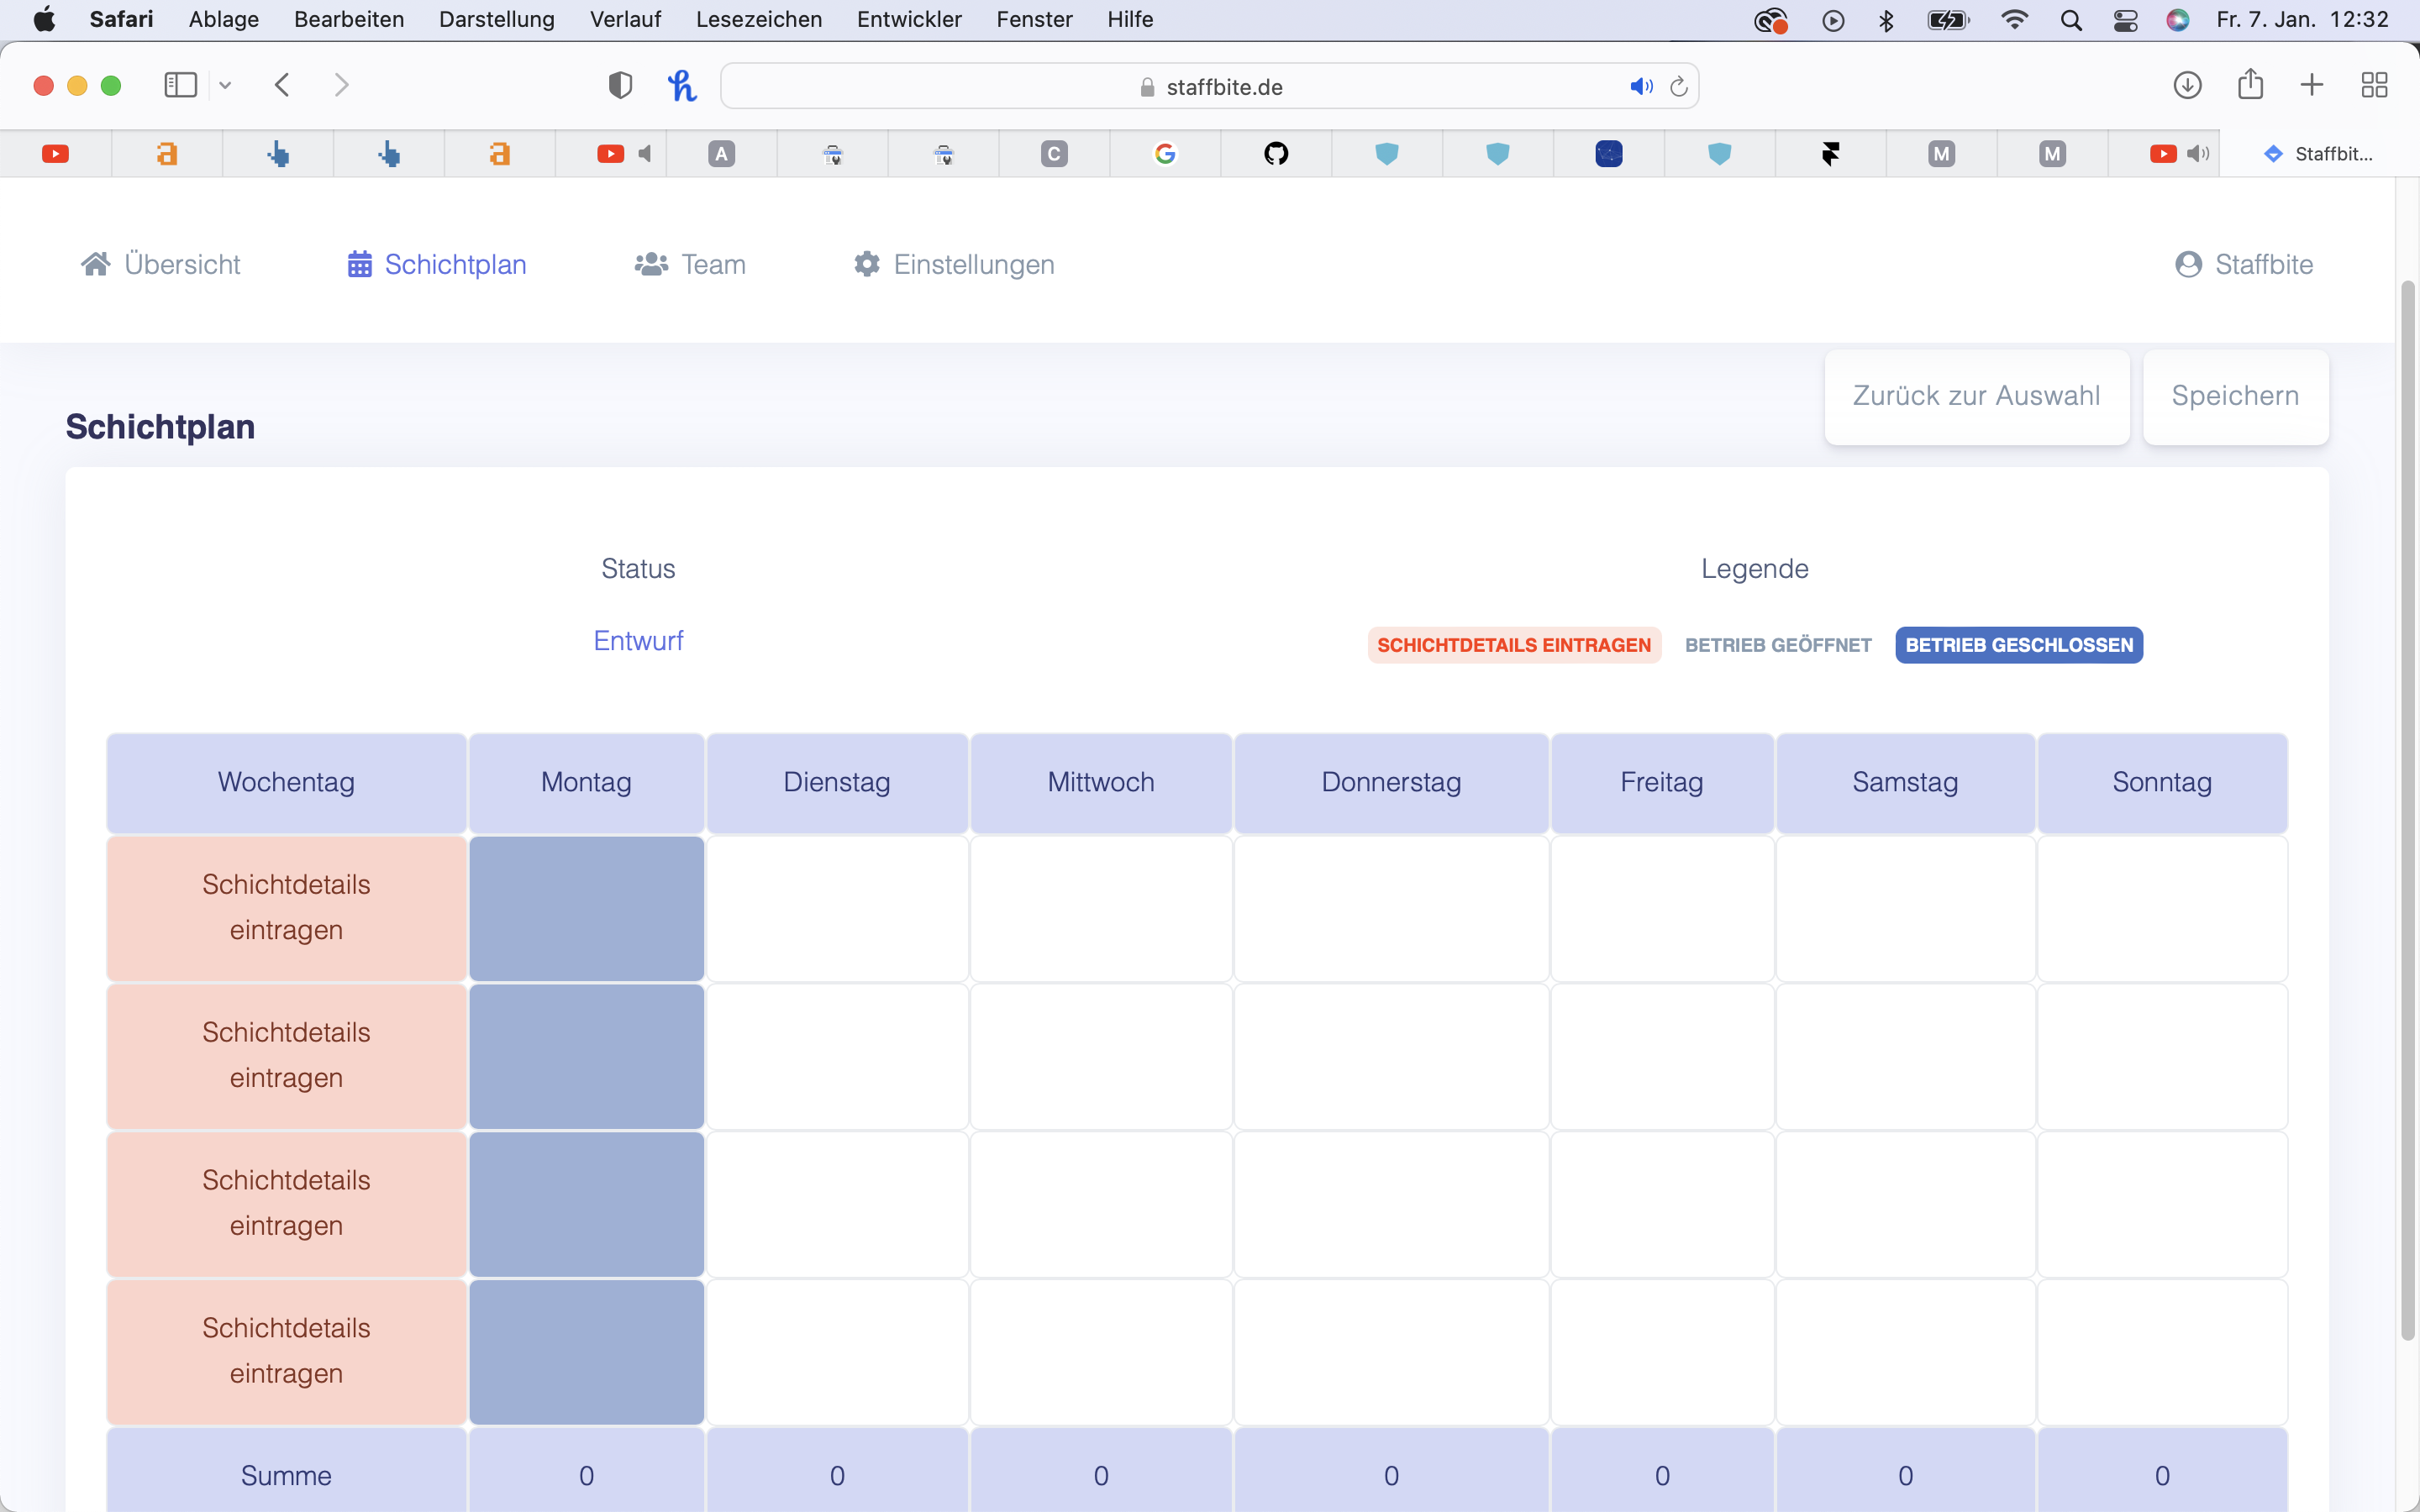 Safari Ablage Bearbeiten Darstellung Verlauf Lesezeichen Entwickler Fenster Hilfe Fr. 7. Jan. 12:32
staffbite.de
A C M M Staffbit...
Übersicht Schichtplan Team Einstellungen Staffbite
Zurück zur Auswahl Speichern
Schichtplan
Status Legende
Entwurf SCHICHTDETAILS EINTRAGEN BETRIEB GEÖFFNET BETRIEB GESCHLOSSEN
Wochentag Montag Dienstag Mittwoch Donnerstag Freitag Samstag Sonntag
Schichtdetails
eintragen
Schichtdetails
eintragen
Schichtdetails
eintragen
Schichtdetails
eintragen
Summe 0 0 0 0 0 0 0